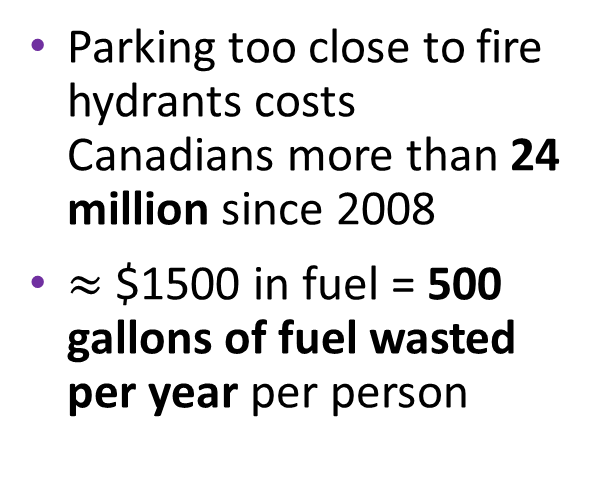 • Parking too close to fire
hydrants costs
Canadians more than 24
million since 2008
• ≈ $1500 in fuel = 500
gallons of fuel wasted
per year per person